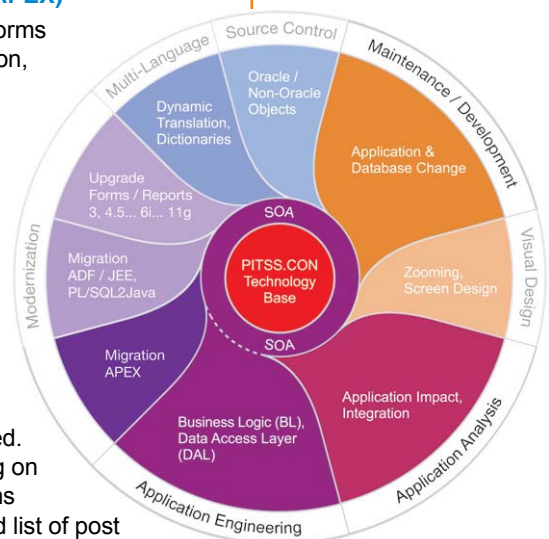 APEX)
orms
on,
ed.
g on
ns
d list of post
Source Control
Oracle /
Non-Oracle
Objects
Maintenance / Development
Application &
Database Change
Visual Design
Zooming,
Screen Design
Application Analysis
Application Impact,
Integration
Application Engineering
Business Logic (BL),
Data Access Layer
(DAL)
Modernization
Migration
APEX
Migration
ADF / JEE,
PL/SQL2Java
Upgrade
Forms / Reports
3, 4.5... 6i... 11g
Multi-Language
Dynamic
Translation,
Dictionaries
SOA
PITSS.CON
Technology
Base
SOA